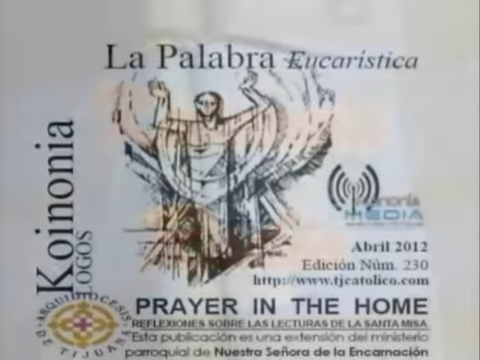 La Palabra Eucarística
Koinonia
LOGOS
MEDIA
Abril 2012
Edición Núm. 230
http://www.tjcatolico.com
ARQUIDIOCESIS
DE TIJUANA
PRAYER IN THE HOME
REFLEXIONES SOBRE LAS LECTURAS DE LA SANTA MISA.
"Esta publicación es una extensión del ministerio
parroquial de Nuestra Señora de la Encarnación